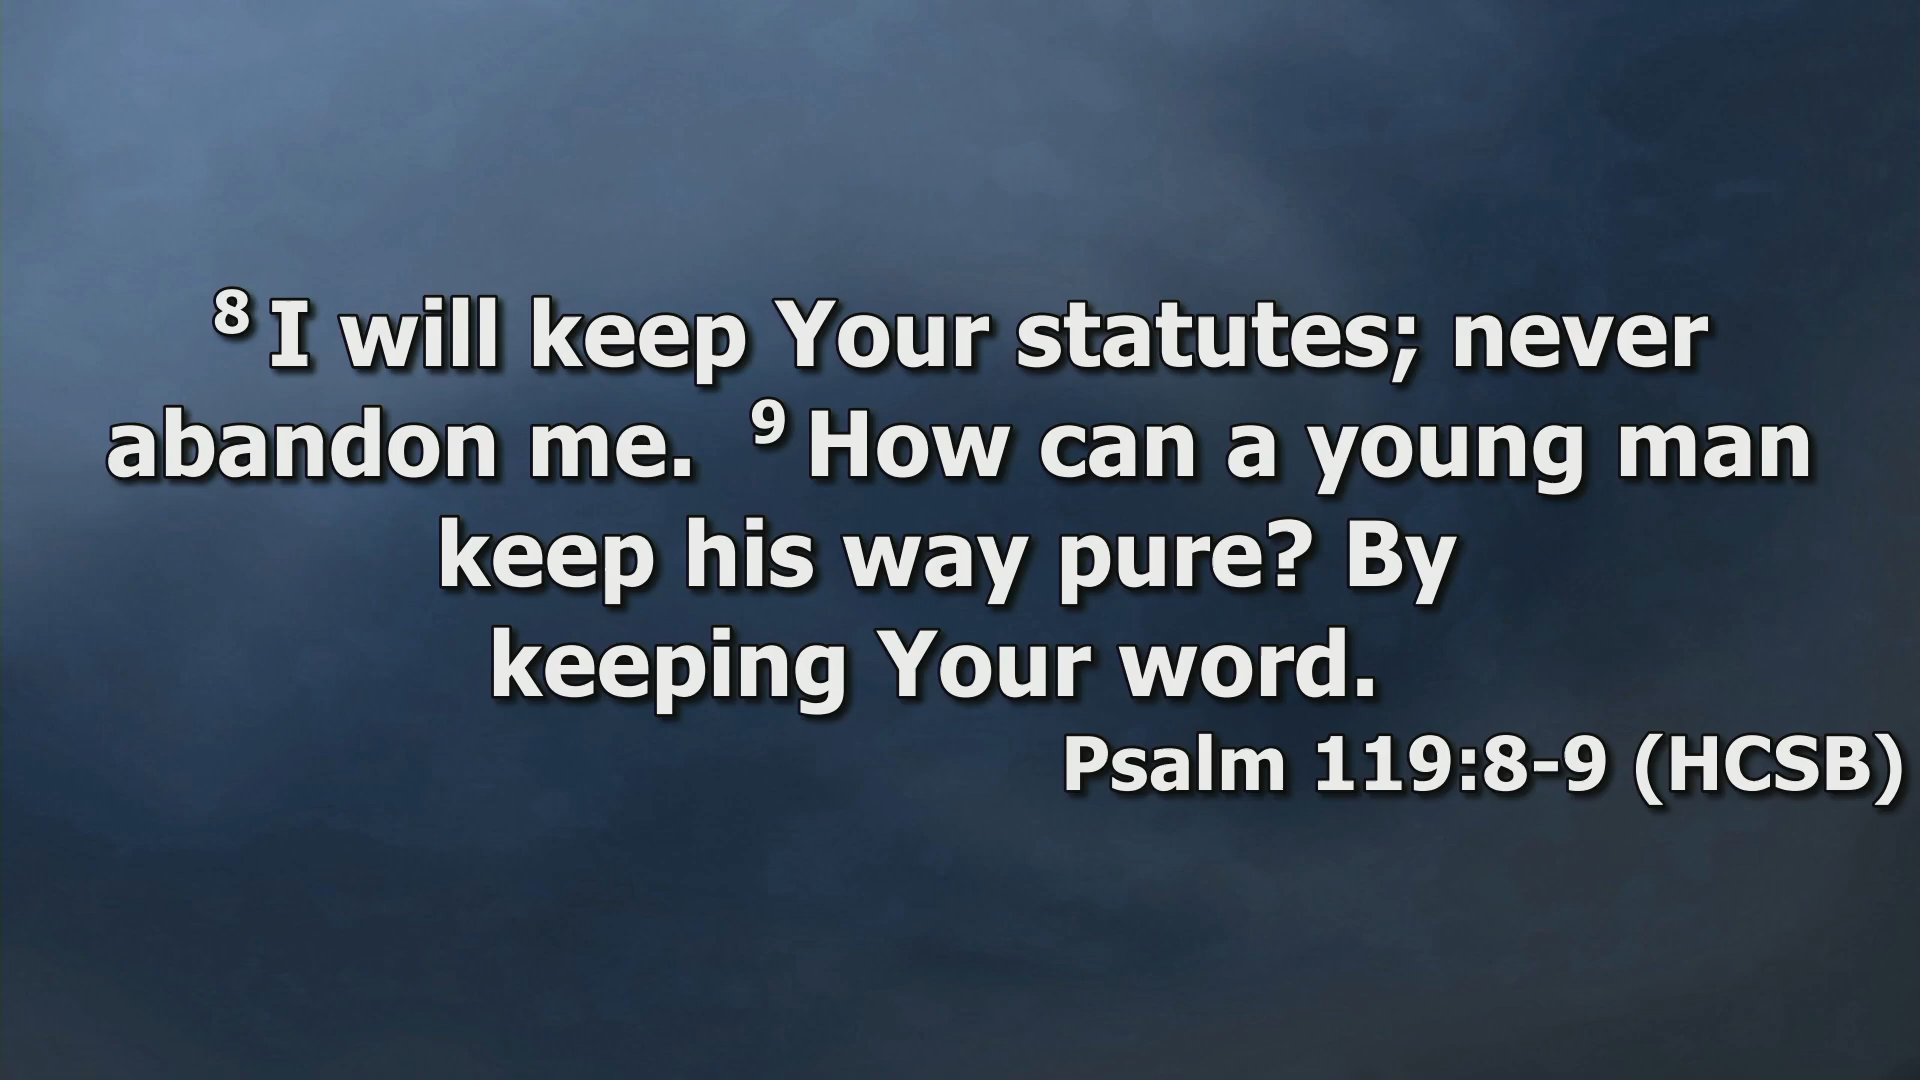 8 I will keep Your statutes; never
abandon me. 9 How can a young man
keep his way pure? By
keeping Your word.
Psalm 119:8-9 (HCSB)